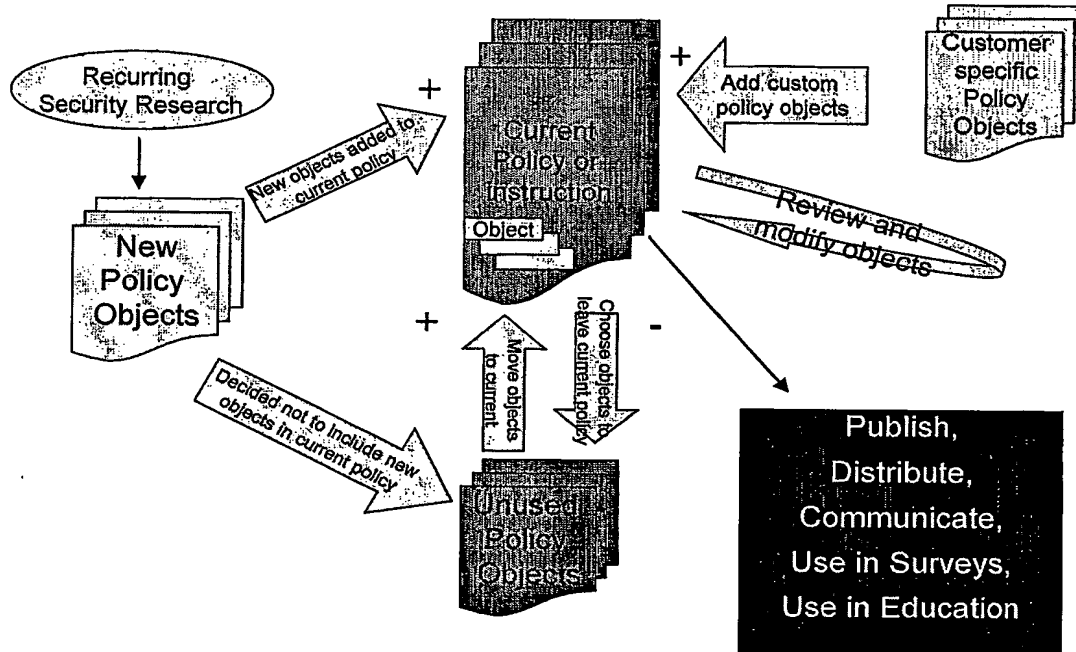 Recurring
Security Research
New
Policy
Objects
New objects added to
current policy
+
Current
Policy or
Instruction
Object
+
Add custom
policy objects
Customer
specific
Policy
Objects
Review and
modify objects
Decided not to include new
objects in current policy
+
Move objects
to current
Choose objects to
leave current policy
-
Unused
Policy
Objects
Publish,
Distribute,
Communicate,
Use in Surveys,
Use in Education